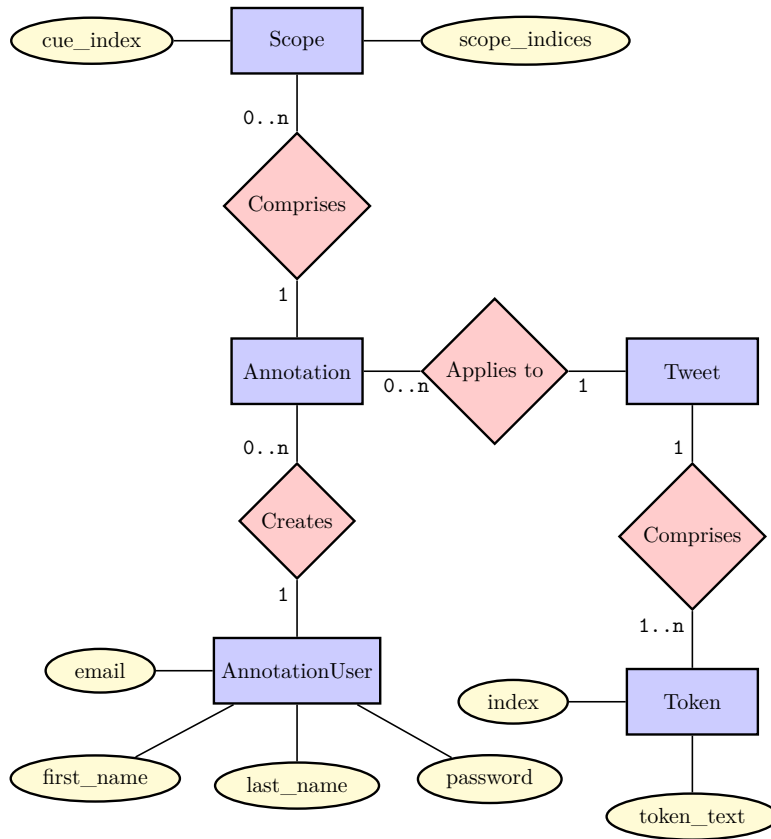 cue_index
Scope
scope_indices
0..n
Comprises
1
Annotation
0..n
Applies to
1
Tweet
0..n
1
Creates
Comprises
1
1..n
email
AnnotationUser
index
Token
first_name
last_name
password
token_text